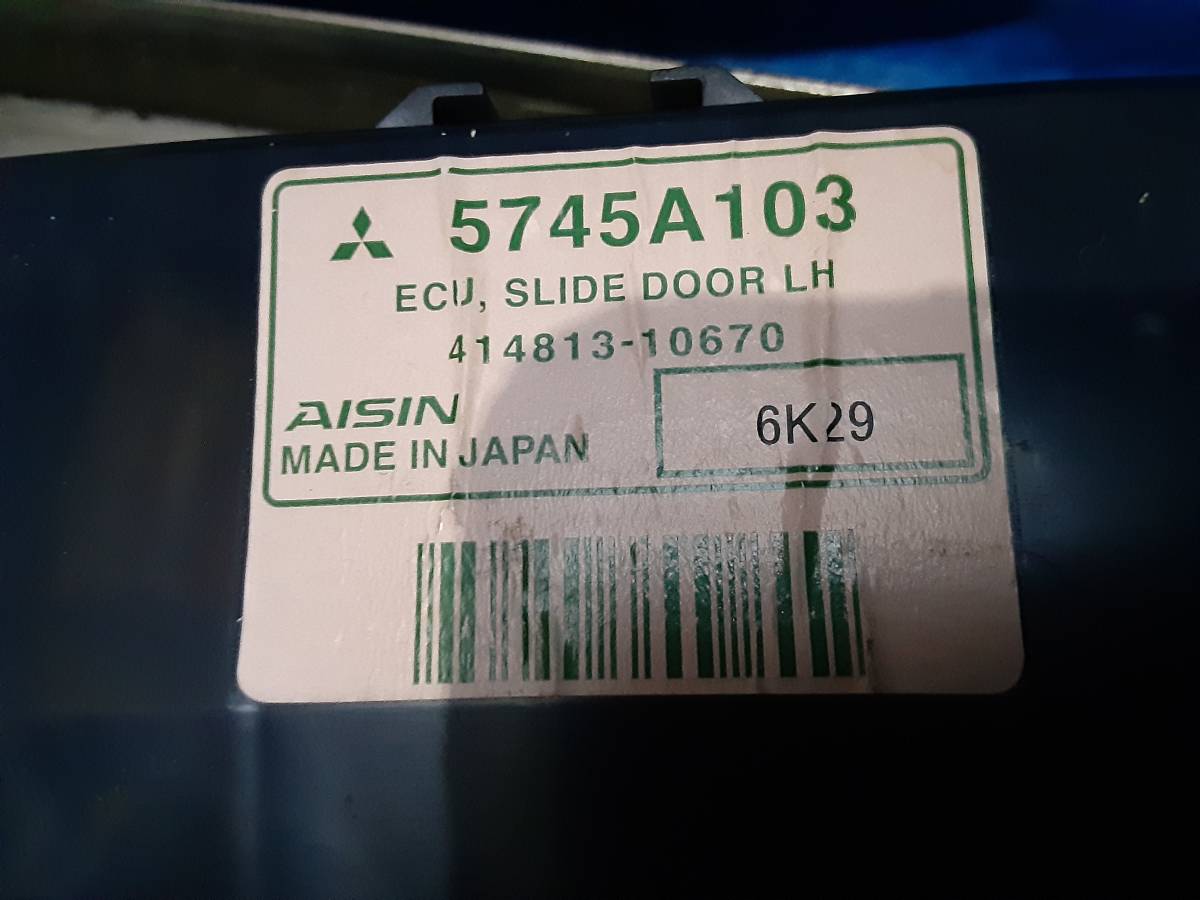 5745A103
ECU, SLIDE DOOR LH
414813-10670
AISIN
MADE IN JAPAN
6K29